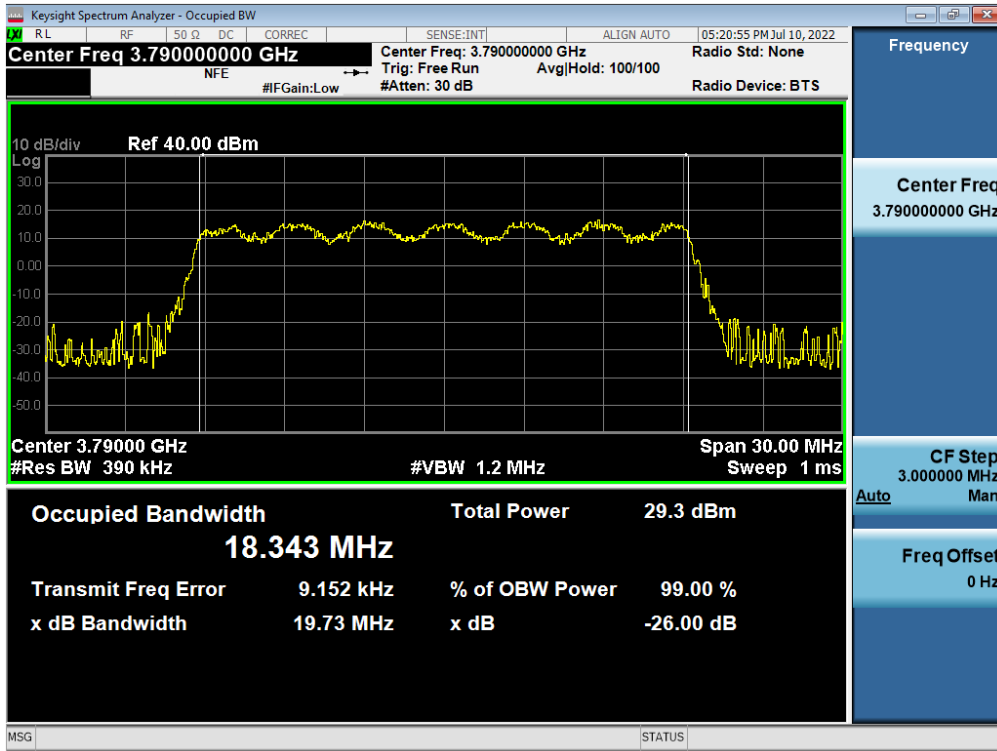 Keysight Spectrum Analyzer - Occupied BW
LXI RL RF 50 Ω DC CORREC SENSE:INT ALIGN AUTO 05:20:55 PM Jul 10, 2022
Center Freq 3.790000000 GHz Center Freq: 3.790000000 GHz Radio Std: None
NFE Trig: Free Run Avg|Hold: 100/100
#IFGain:Low #Atten: 30 dB Radio Device: BTS
10 dB/div Ref 40.00 dBm
Log
30.0
20.0
10.0
0.00
-10.0
-20.0
-30.0
-40.0
-50.0
Center 3.79000 GHz Span 30.00 MHz
#Res BW 390 kHz #VBW 1.2 MHz Sweep 1 ms
Occupied Bandwidth Total Power 29.3 dBm
18.343 MHz
Transmit Freq Error 9.152 kHz % of OBW Power 99.00 %
x dB Bandwidth 19.73 MHz x dB -26.00 dB
Frequency
Center Freq
3.790000000 GHz
CF Step
3.000000 MHz
Auto Man
Freq Offset
0 Hz
MSG STATUS